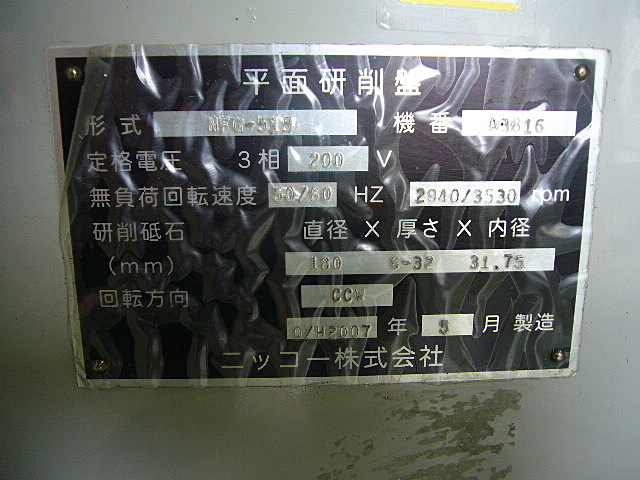 平面研削盤
形式 NFG-515 機番 A3816
定格電圧 3相 200 V
無負荷回転速度 50/60 HZ 2940/3530 rpm
研削砥石 直径 X 厚さ X 内径
(mm) 180 6-32 31.75
回転方向 CCW
年 5 月 製造
ニッコー株式会社